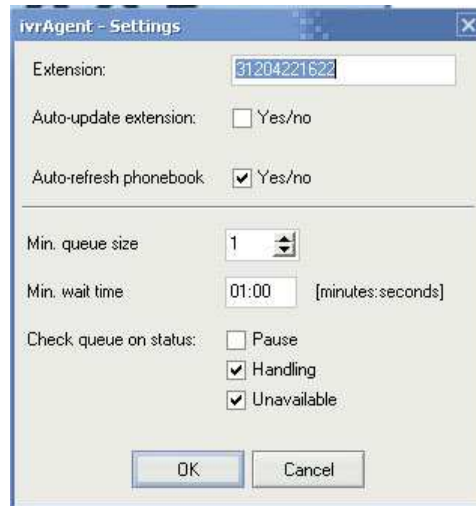 ivrAgent - Settings
Extension: 31204221622
Auto-update extension: Yes/no
Auto-refresh phonebook Yes/no
Min. queue size 1
Min. wait time 01:00 [minutes:seconds]
Check queue on status: Pause
Handling
Unavailable
OK Cancel